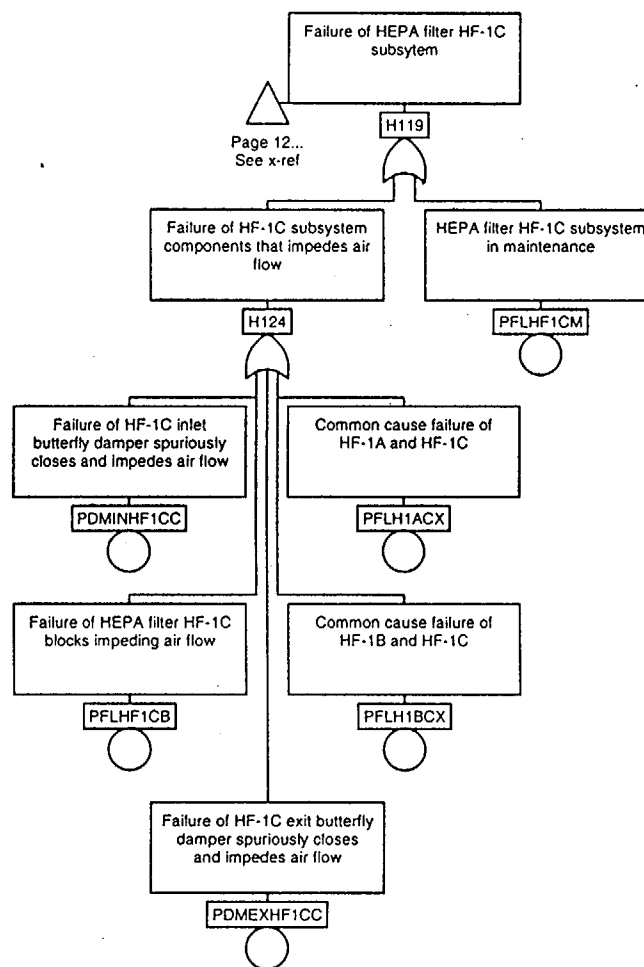 Failure of HEPA filter HF-1C
subsytem
Page 12...
See x-ref
H119
Failure of HF-1C subsystem
components that impedes air
flow
HEPA filter HF-1C subsystem
in maintenance
H124
PFLHF1CM
Failure of HF-1C inlet
butterfly damper spuriously
closes and impedes air flow
Common cause failure of
HF-1A and HF-1C
PDMINHF1CC
PFLH1ACX
Failure of HEPA filter HF-1C
blocks impeding air flow
Common cause failure of
HF-1B and HF-1C
PFLHF1CB
PFLH1BCX
Failure of HF-1C exit butterfly
damper spuriously closes
and impedes air flow
PDMEXHF1CC